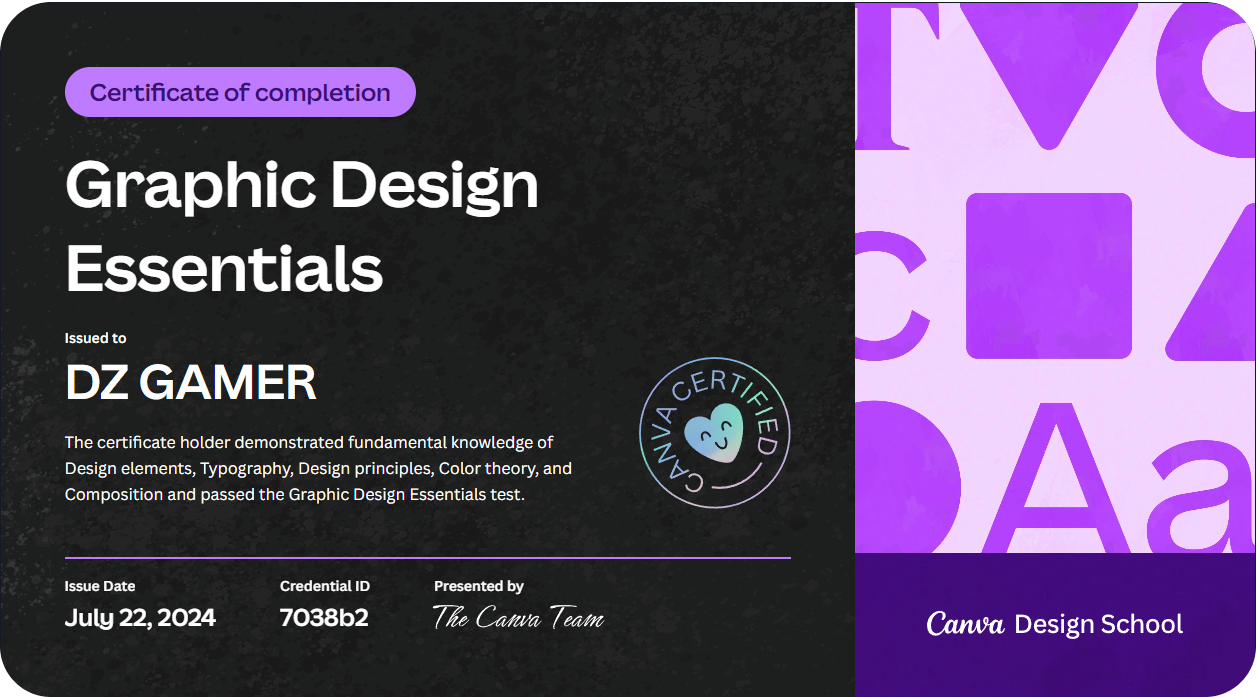 Certificate of completion
Graphic Design
Essentials
Issued to
DZ GAMER
The certificate holder demonstrated fundamental knowledge of
Design elements, Typography, Design principles, Color theory, and
Composition and passed the Graphic Design Essentials test.
CANVA CERTIFIED
Issue Date
July 22, 2024
Credential ID
7038b2
Presented by
The Canva Team
c
Aa
Canva Design School